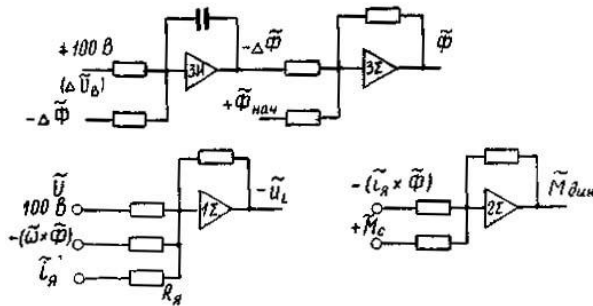 +100 В
(ΔŨв)
-ΔΦ̃
3И
-ΔΦ̃
+Φ̃нач
3Σ
Φ̃
Ũ
100 В
-(ω̃×Φ̃)
ĩя
Rя
1Σ
-ũL
-(ĩя×Φ̃)
+M̃с
2Σ
M̃дин